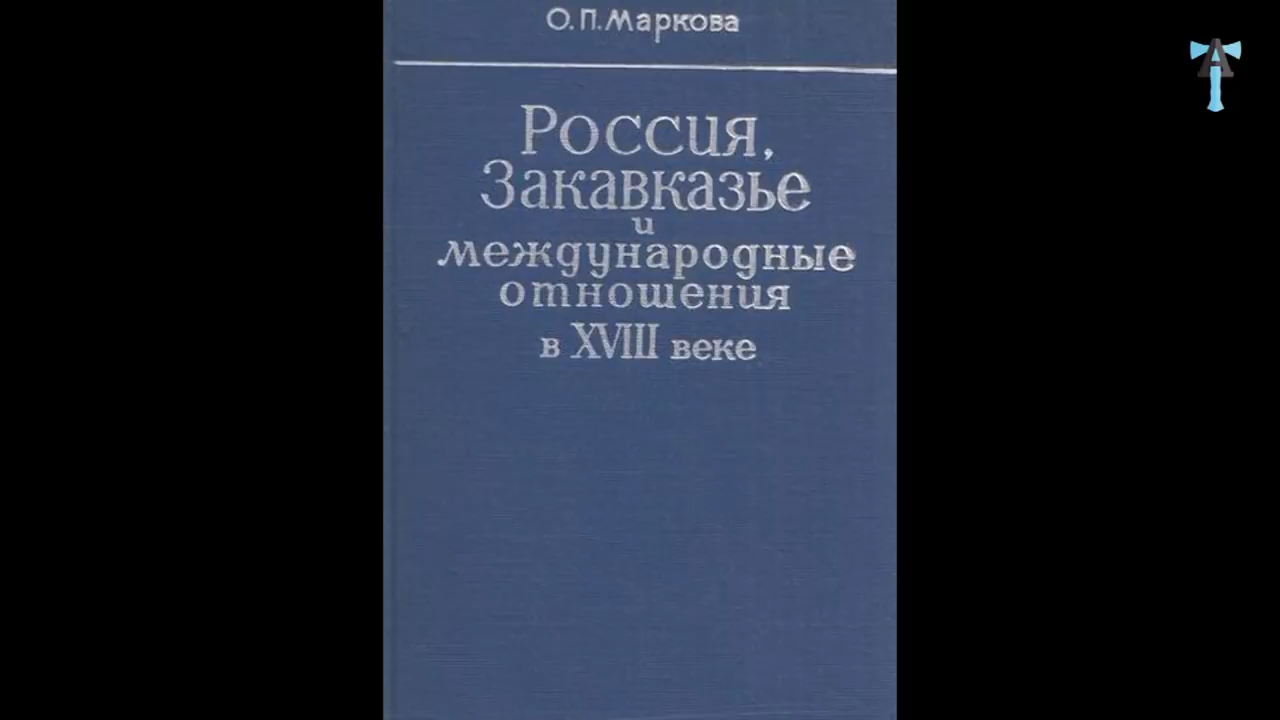 О.П. Маркова
Россия,
Закавказье
и
международные
отношения
в XVIII веке